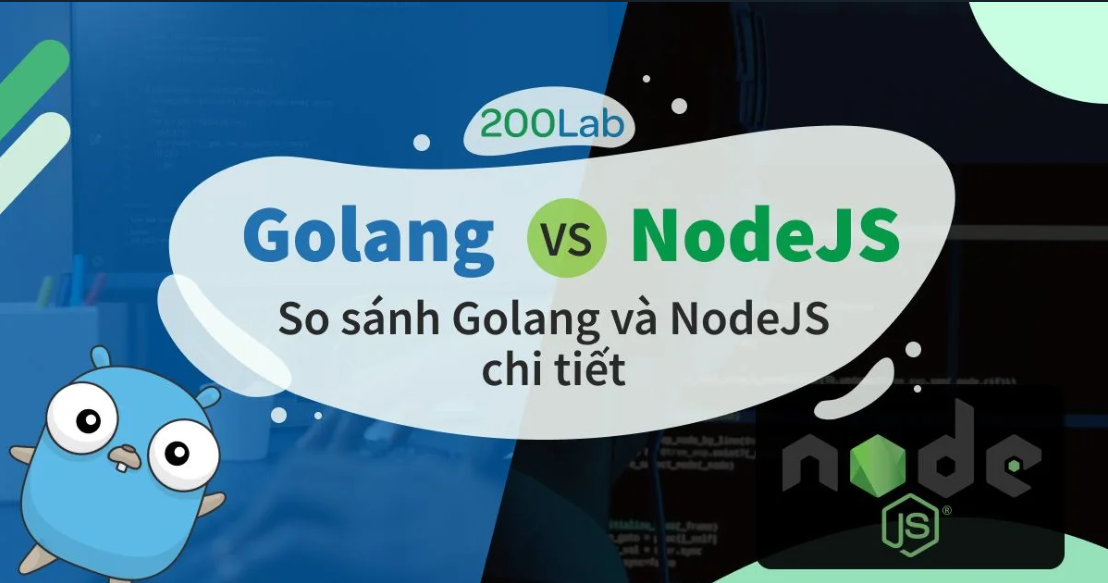 200Lab
Golang VS NodeJS
So sánh Golang và NodeJS
chi tiết
node
JS®